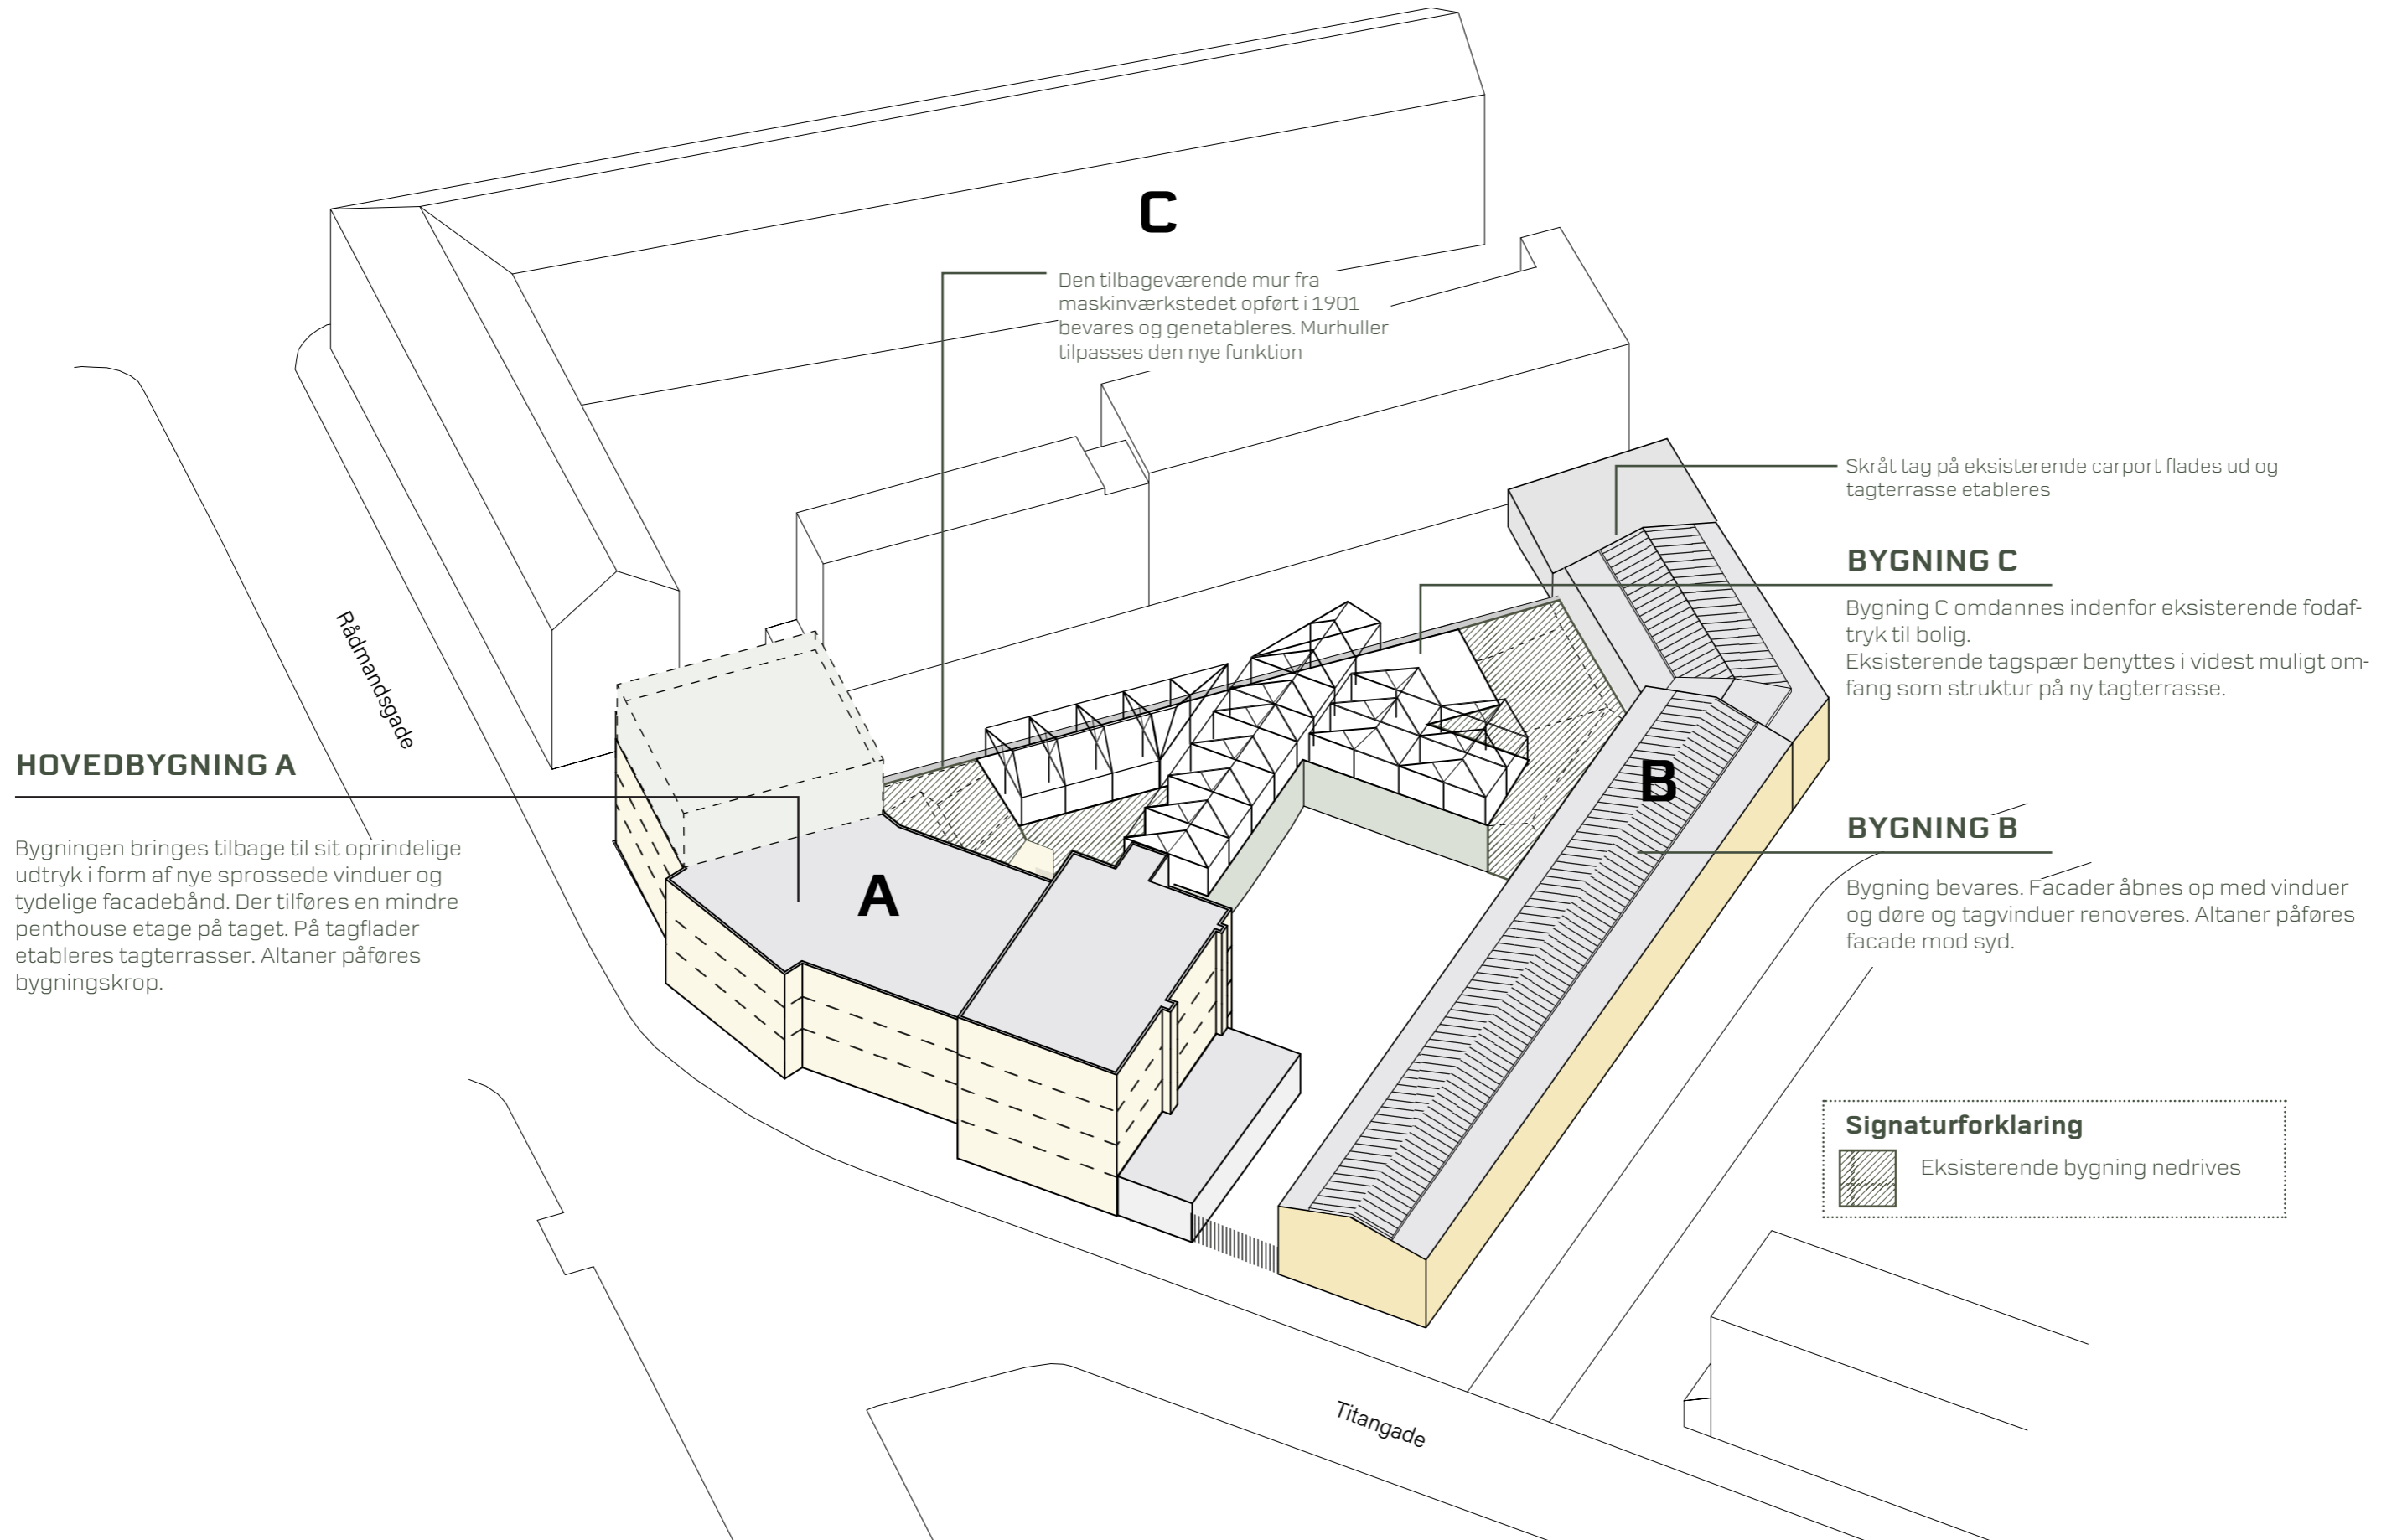 C
Den tilbageværende mur fra
maskinværkstedet opført i 1901
bevares og genetableres. Murhuller
tilpasses den nye funktion
Skråt tag på eksisterende carport flades ud og
tagterrasse etableres
BYGNING C
Bygning C omdannes indenfor eksisterende fodaf-
tryk til bolig.
Eksisterende tagspær benyttes i videst muligt om-
fang som struktur på ny tagterrasse.
Rådmandsgade
HOVEDBYGNING A
Bygningen bringes tilbage til sit oprindelige
udtryk i form af nye sprossede vinduer og
tydelige facadebånd. Der tilføres en mindre
penthouse etage på taget. På tagflader
etableres tagterrasser. Altaner påføres
bygningskrop.
A
B
BYGNING B
Bygning bevares. Facader åbnes op med vinduer
og døre og tagvinduer renoveres. Altaner påføres
facade mod syd.
Signaturforklaring
Eksisterende bygning nedrives
Titangade